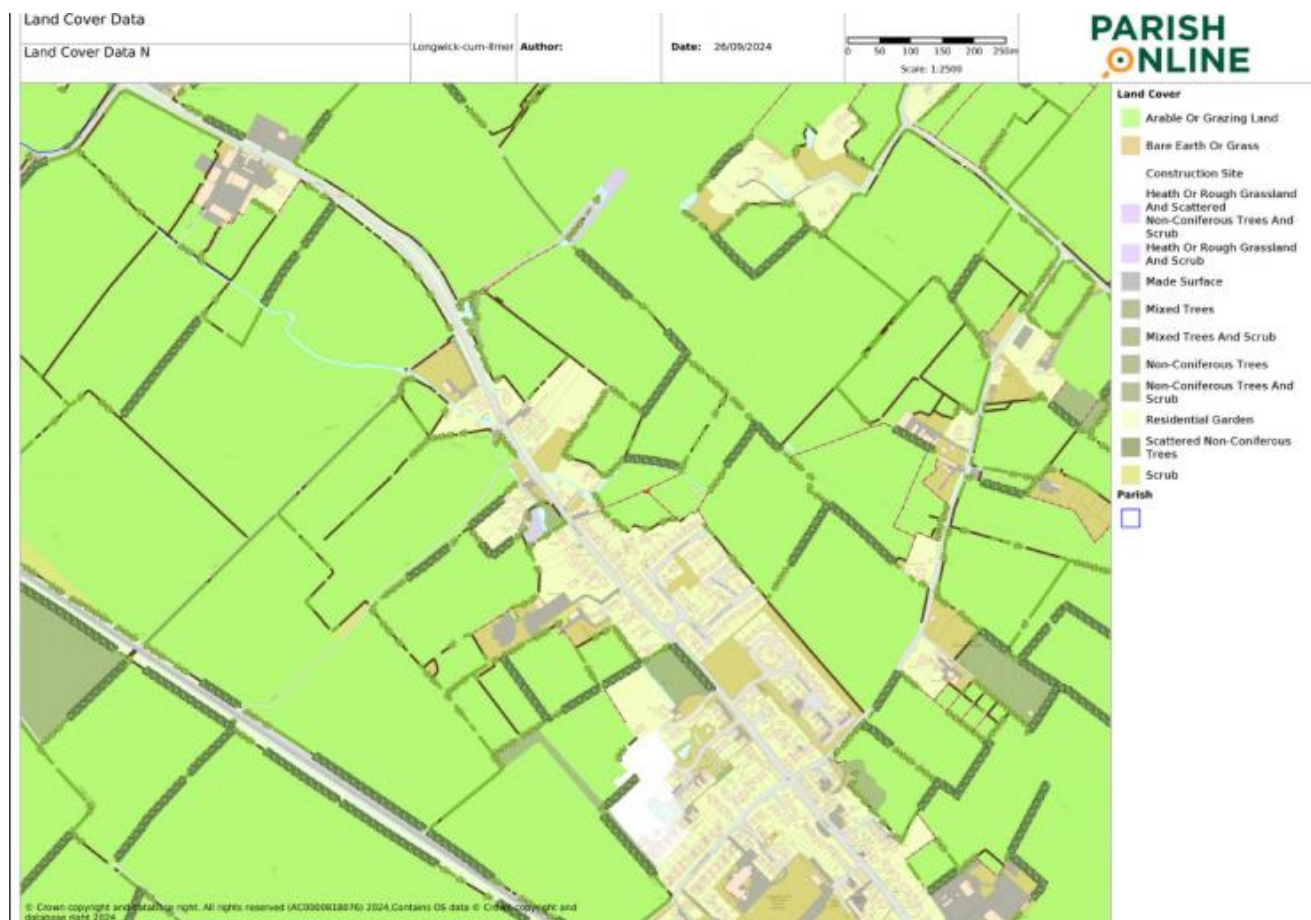 Land Cover Data
Land Cover Data N
Longwick-cum-Ilmer
Author:
Date: 26/09/2024
0 50 100 150 200 250m
Scale: 1:2500
PARISH
ONLINE
Land Cover
Arable Or Grazing Land
Bare Earth Or Grass
Construction Site
Heath Or Rough Grassland
And Scattered
Non-Coniferous Trees And
Scrub
Heath Or Rough Grassland
And Scrub
Made Surface
Mixed Trees
Mixed Trees And Scrub
Non-Coniferous Trees
Non-Coniferous Trees And
Scrub
Residential Garden
Scattered Non-Coniferous
Trees
Scrub
Parish
© Crown copyright and database right. All rights reserved (AC0000818076) 2024.Contains OS data © Crown copyright and
database right 2024